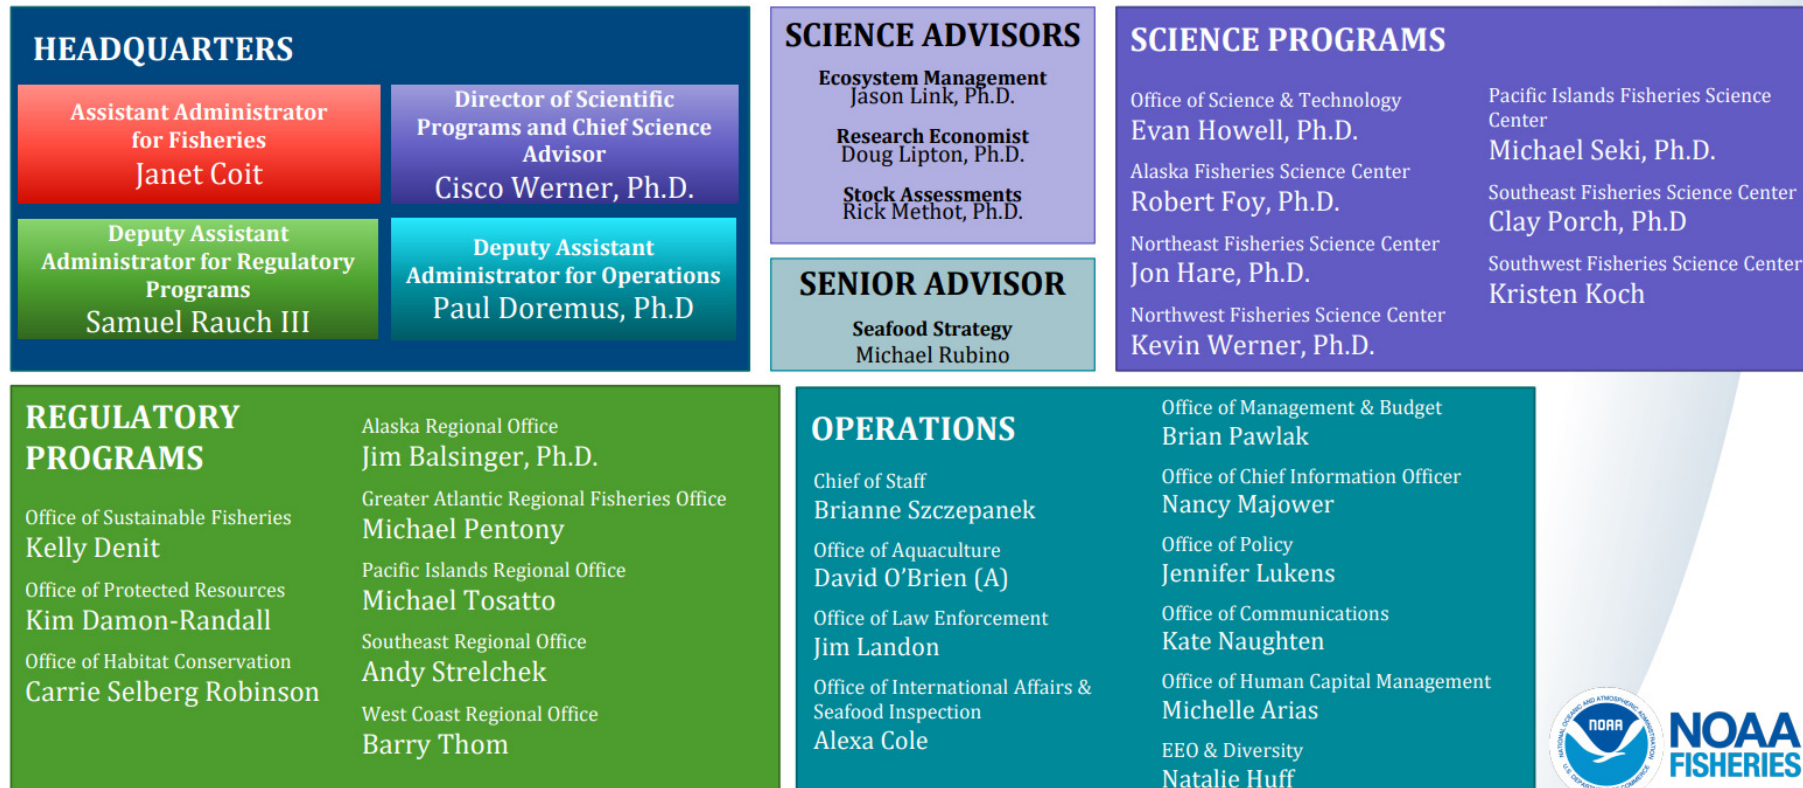 HEADQUARTERS
Assistant Administrator
for Fisheries
Janet Coit
Director of Scientific
Programs and Chief Science
Advisor
Cisco Werner, Ph.D.
Deputy Assistant
Administrator for Regulatory
Programs
Samuel Rauch III
Deputy Assistant
Administrator for Operations
Paul Doremus, Ph.D
SCIENCE ADVISORS
Ecosystem Management
Jason Link, Ph.D.
Research Economist
Doug Lipton, Ph.D.
Stock Assessments
Rick Methot, Ph.D.
SENIOR ADVISOR
Seafood Strategy
Michael Rubino
SCIENCE PROGRAMS
Office of Science & Technology
Evan Howell, Ph.D.
Alaska Fisheries Science Center
Robert Foy, Ph.D.
Northeast Fisheries Science Center
Jon Hare, Ph.D.
Northwest Fisheries Science Center
Kevin Werner, Ph.D.
Pacific Islands Fisheries Science
Center
Michael Seki, Ph.D.
Southeast Fisheries Science Center
Clay Porch, Ph.D
Southwest Fisheries Science Center
Kristen Koch
REGULATORY
PROGRAMS
Office of Sustainable Fisheries
Kelly Denit
Office of Protected Resources
Kim Damon-Randall
Office of Habitat Conservation
Carrie Selberg Robinson
Alaska Regional Office
Jim Balsinger, Ph.D.
Greater Atlantic Regional Fisheries Office
Michael Pentony
Pacific Islands Regional Office
Michael Tosatto
Southeast Regional Office
Andy Strelchek
West Coast Regional Office
Barry Thom
OPERATIONS
Chief of Staff
Brianne Szczepanek
Office of Aquaculture
David O’Brien (A)
Office of Law Enforcement
Jim Landon
Office of International Affairs &
Seafood Inspection
Alexa Cole
Office of Management & Budget
Brian Pawlak
Office of Chief Information Officer
Nancy Majower
Office of Policy
Jennifer Lukens
Office of Communications
Kate Naughten
Office of Human Capital Management
Michelle Arias
EEO & Diversity
Natalie Huff
NATIONAL OCEANIC AND ATMOSPHERIC ADMINISTRATION
NOAA
NOAA
FISHERIES